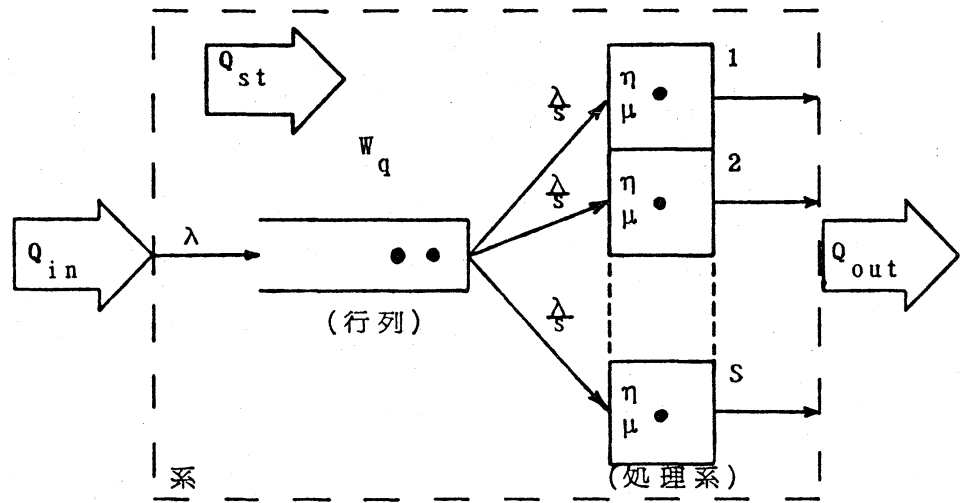 Q_st
W_q
Q_in
λ
(行列)
λ/s
λ/s
λ/s
1
η
μ
2
η
μ
S
η
μ
(処理系)
Q_out
系